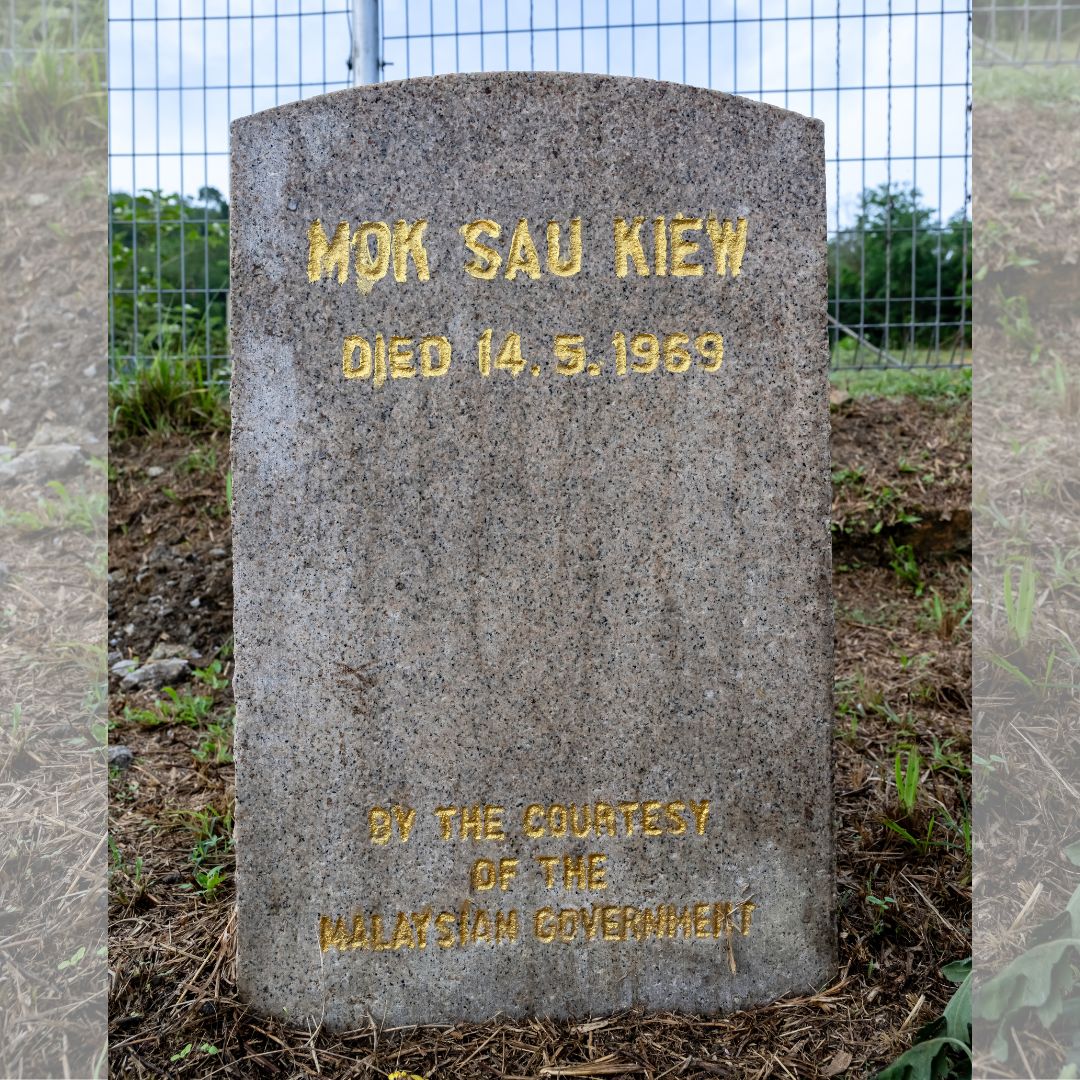 MOK SAU KIEW
DIED 14.5.1969
BY THE COURTESY
OF THE
MALAYSIAN GOVERNMENT